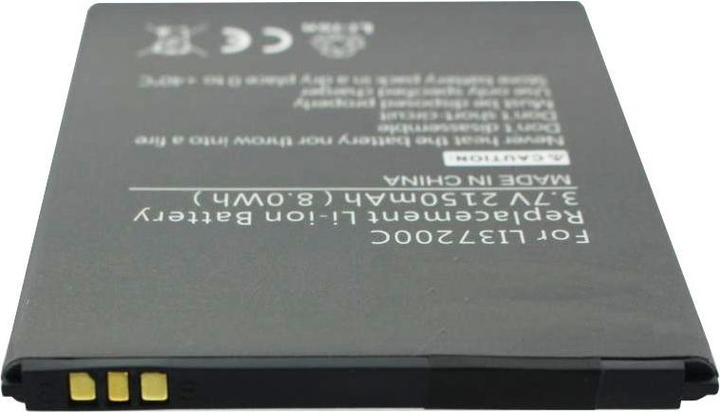 For LI37200C
Replacement Li-ion Battery
3.7V 2150mAh ( 8.0Wh )
MADE IN CHINA
CAUTION:
Never heat the battery nor throw into a fire
Don't disassemble
Don't short-circuit
Must be disposed properly
Use only specified charger
Store battery pack in a dry place 0 to +40°C
CE